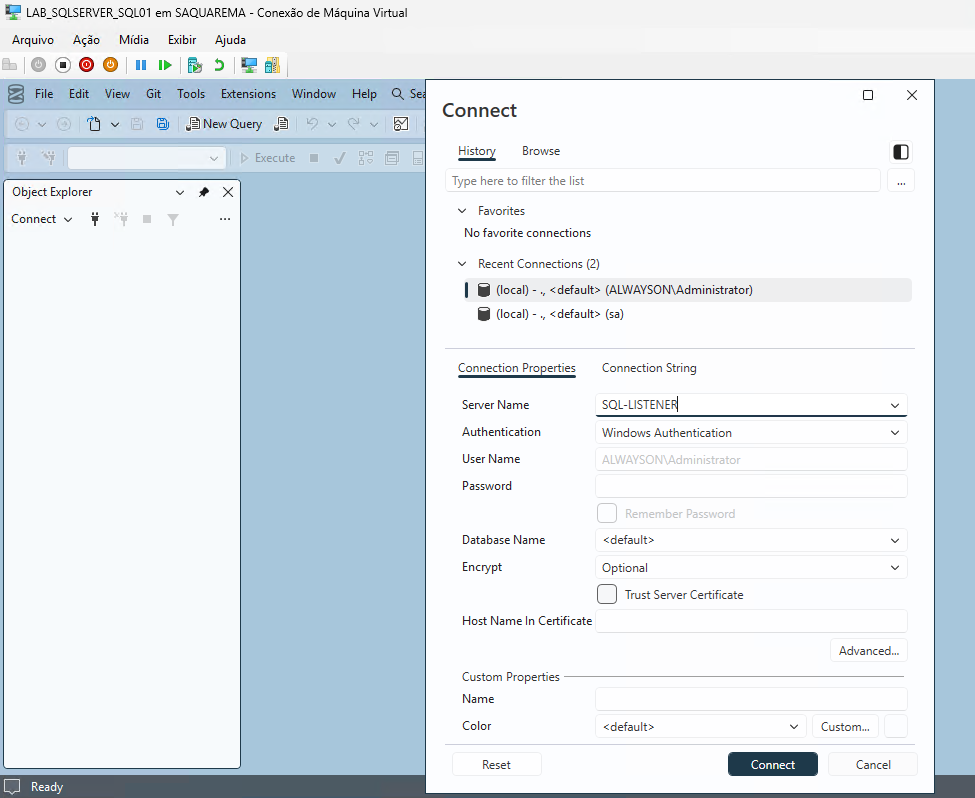 LAB_SQLSERVER_SQL01 em SAQUAREMA - Conexão de Máquina Virtual
Arquivo Ação Mídia Exibir Ajuda
File Edit View Git Tools Extensions Window Help Sea
New Query
Execute
Object Explorer
Connect
Connect
History Browse
Type here to filter the list
...
Favorites
No favorite connections
Recent Connections (2)
(local) - ., <default> (ALWAYSON\Administrator)
(local) - ., <default> (sa)
Connection Properties Connection String
Server Name SQL-LISTENER
Authentication Windows Authentication
User Name ALWAYSON\Administrator
Password
Remember Password
Database Name <default>
Encrypt Optional
Trust Server Certificate
Host Name In Certificate
Advanced...
Custom Properties
Name
Color <default> Custom...
Reset Connect Cancel
Ready